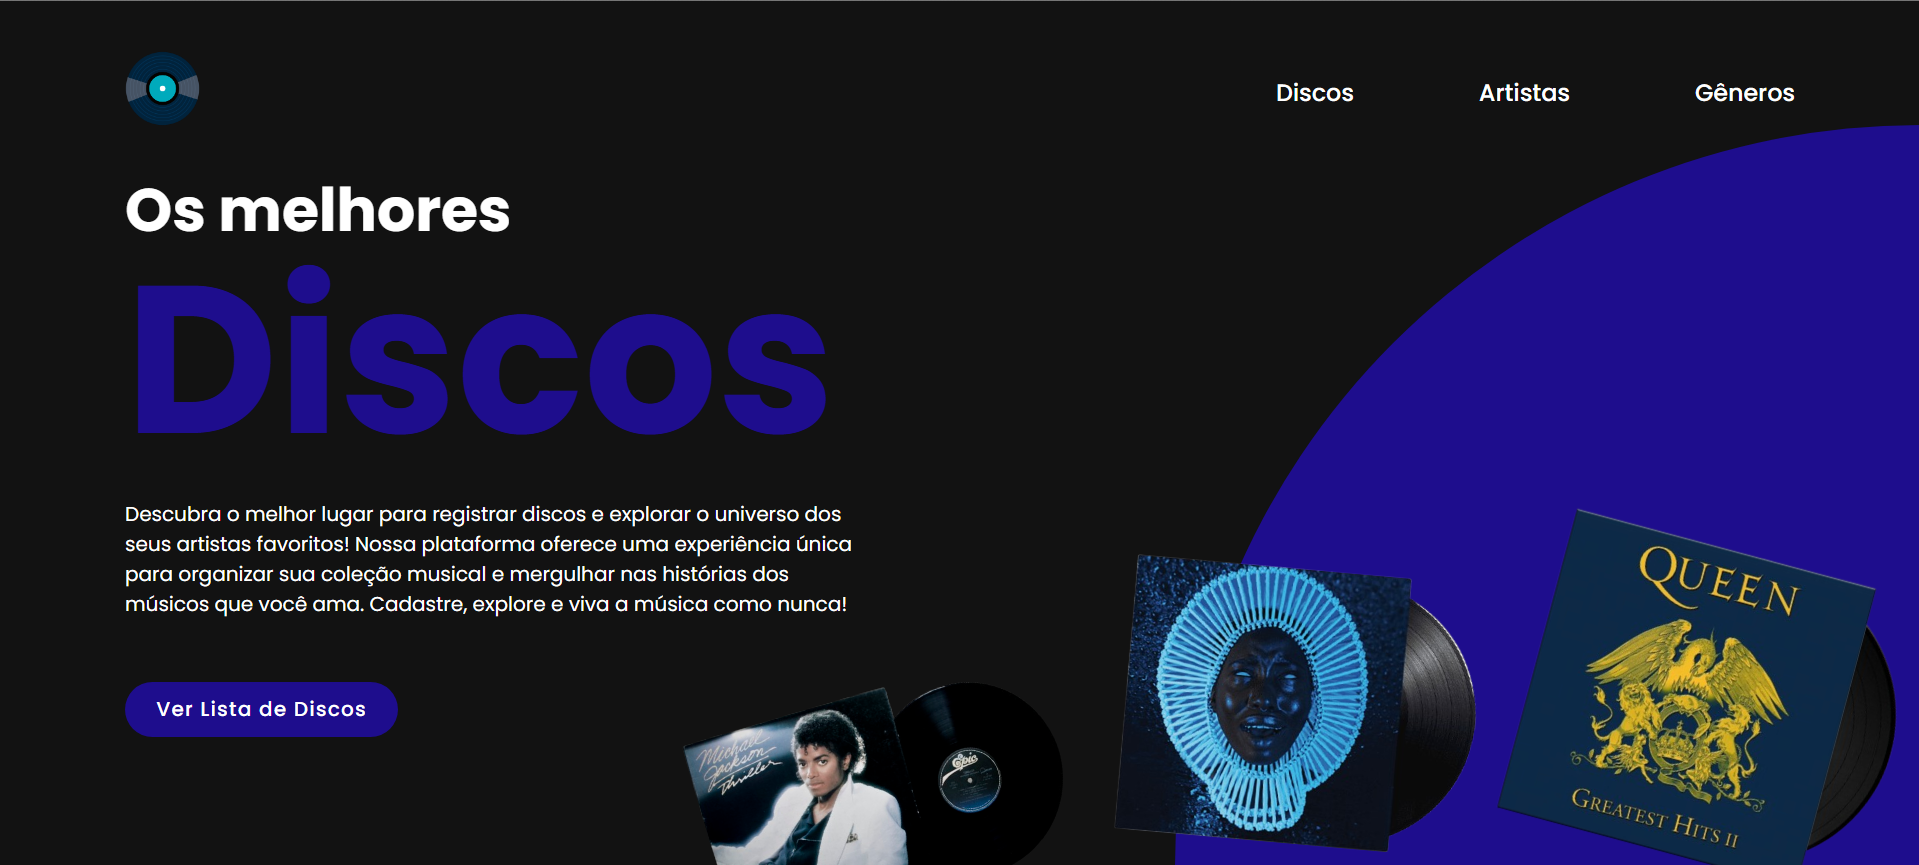 Discos
Artistas
Gêneros
Os melhores
Discos
Descubra o melhor lugar para registrar discos e explorar o universo dos
seus artistas favoritos! Nossa plataforma oferece uma experiência única
para organizar sua coleção musical e mergulhar nas histórias dos
músicos que você ama. Cadastre, explore e viva a música como nunca!
Ver Lista de Discos
Michael
Jackson
Thriller
Epic
QUEEN
GREATEST HITS II